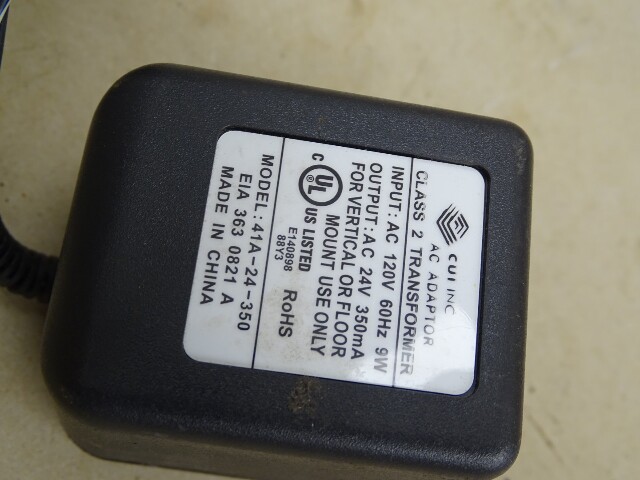 CUI INC
AC ADAPTOR
CLASS 2 TRANSFORMER
INPUT: AC 120V 60Hz 9W
OUTPUT: AC 24V 350mA
FOR VERTICAL OR FLOOR
MOUNT USE ONLY
C UL® US LISTED
E140898
88Y3
RoHS
MODEL: 41A-24-350
EIA 363 0821 A
MADE IN CHINA